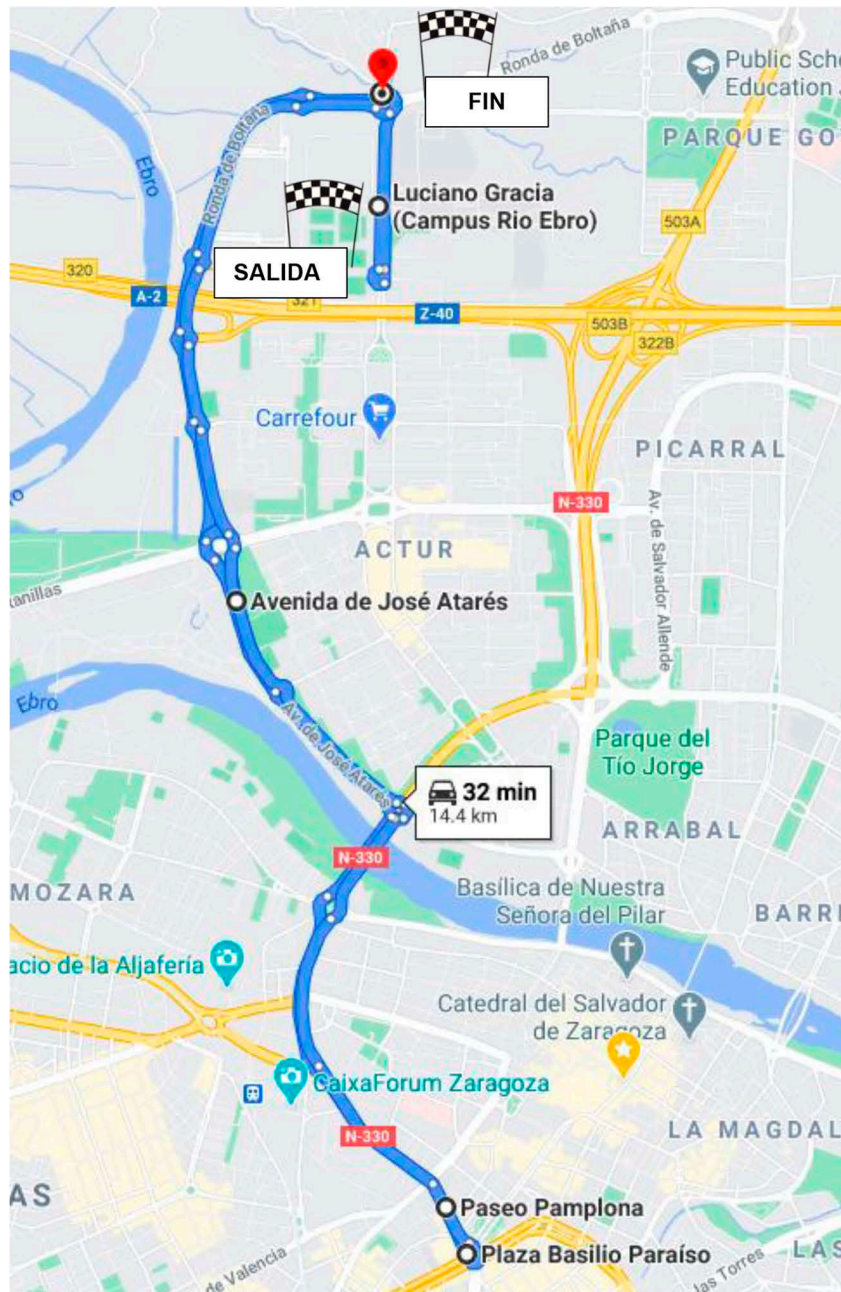 Ronda de Boltaña
Public Scho
Education
FIN
PARQUE GO
Ebro
Ronda de Boltaña
Luciano Gracia
(Campus Rio Ebro)
503A
SALIDA
320
A-2
321
Z-40
503B
322B
Carrefour
PICARRAL
N-330
Av. de Salvador Allende
ACTUR
ranillas
Avenida de José Atarés
Ebro
Av. de José Atarés
Parque del
Tío Jorge
32 min
14.4 km
ARRABAL
N-330
MOZARA
Basílica de Nuestra
Señora del Pilar
BARRI
acio de la Aljafería
Catedral del Salvador
de Zaragoza
CaixaForum Zaragoza
N-330
LA MAGDAL
AS
Paseo Pamplona
Plaza Basilio Paraíso
LAS
de Valencia
las Torres